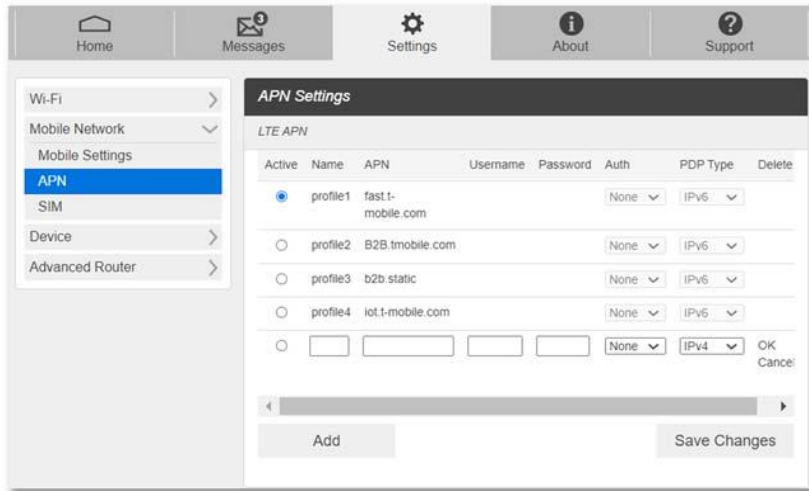 3
Home Messages Settings About Support
Wi-Fi
Mobile Network
Mobile Settings
APN
SIM
Device
Advanced Router
APN Settings
LTE APN
Active Name APN Username Password Auth PDP Type Delete
profile1 fast.t- None IPv6
mobile.com
profile2 B2B.tmobile.com None IPv6
profile3 b2b.static None IPv6
profile4 iot.t-mobile.com None IPv6
None IPv4 OK
Cancel
Add Save Changes